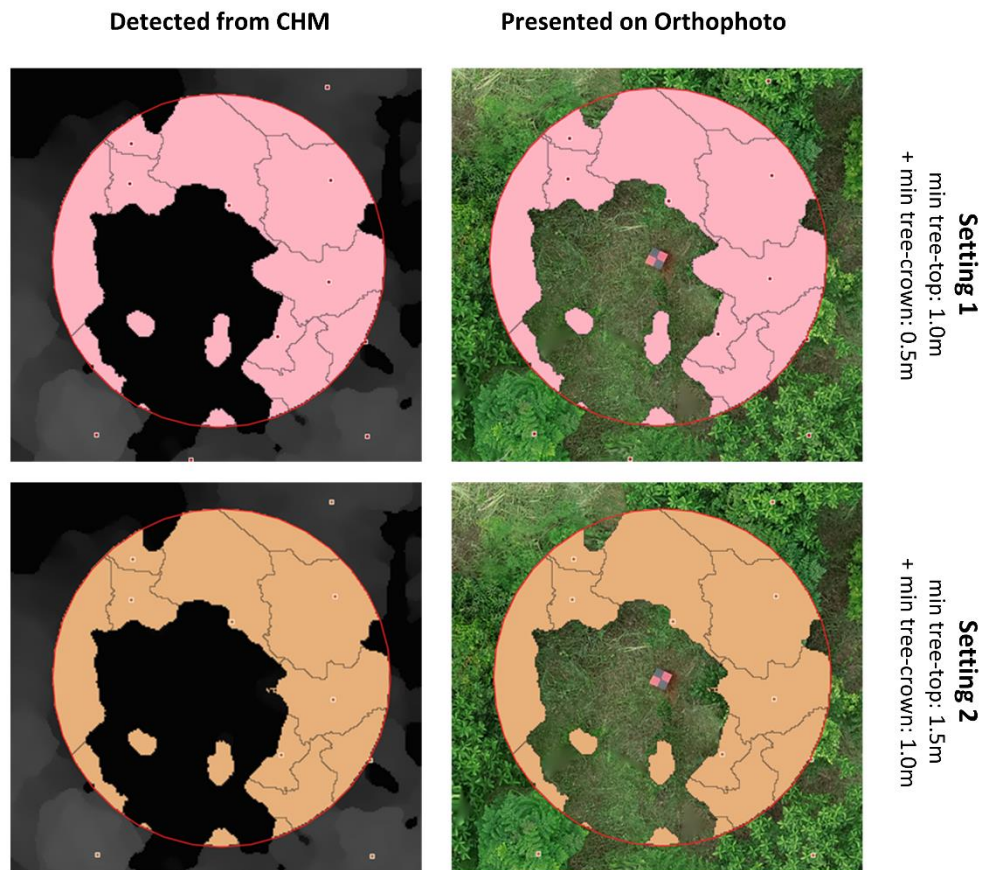 Detected from CHM
Presented on Orthophoto
Setting 1
min tree-top: 1.0m
+ min tree-crown: 0.5m
Setting 2
min tree-top: 1.5m
+ min tree-crown: 1.0m